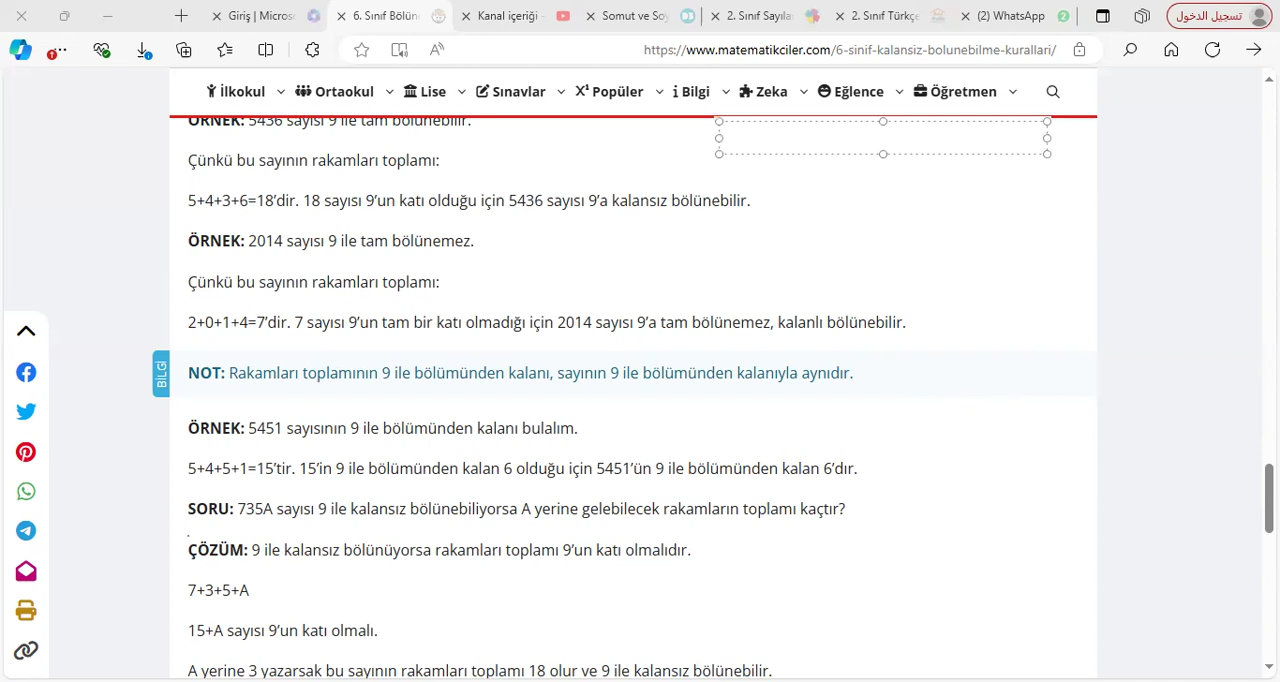 Giriş | Micros
6. Sınıf Bölün
Kanal içeriği -
Somut ve Soy
2. Sınıf Sayıla
2. Sınıf Türkçe
(2) WhatsApp
2
تسجيل الدخول
https://www.matematikciler.com/6-sinif-kalansiz-bolunebilme-kurallari/
İlkokul Ortaokul Lise Sınavlar X² Popüler Bilgi Zeka Eğlence Öğretmen
ÖRNEK: 5436 sayısı 9 ile tam bölünebilir.
Çünkü bu sayının rakamları toplamı:
5+4+3+6=18’dir. 18 sayısı 9’un katı olduğu için 5436 sayısı 9’a kalansız bölünebilir.
ÖRNEK: 2014 sayısı 9 ile tam bölünemez.
Çünkü bu sayının rakamları toplamı:
2+0+1+4=7’dir. 7 sayısı 9’un tam bir katı olmadığı için 2014 sayısı 9’a tam bölünemez, kalanlı bölünebilir.
BİLGİ
NOT: Rakamları toplamının 9 ile bölümünden kalanı, sayının 9 ile bölümünden kalanıyla aynıdır.
ÖRNEK: 5451 sayısının 9 ile bölümünden kalanı bulalım.
5+4+5+1=15’tir. 15’in 9 ile bölümünden kalan 6 olduğu için 5451’ün 9 ile bölümünden kalan 6’dır.
SORU: 735A sayısı 9 ile kalansız bölünebiliyorsa A yerine gelebilecek rakamların toplamı kaçtır?
ÇÖZÜM: 9 ile kalansız bölünüyorsa rakamları toplamı 9’un katı olmalıdır.
7+3+5+A
15+A sayısı 9’un katı olmalı.
A yerine 3 yazarsak bu sayının rakamları toplamı 18 olur ve 9 ile kalansız bölünebilir.